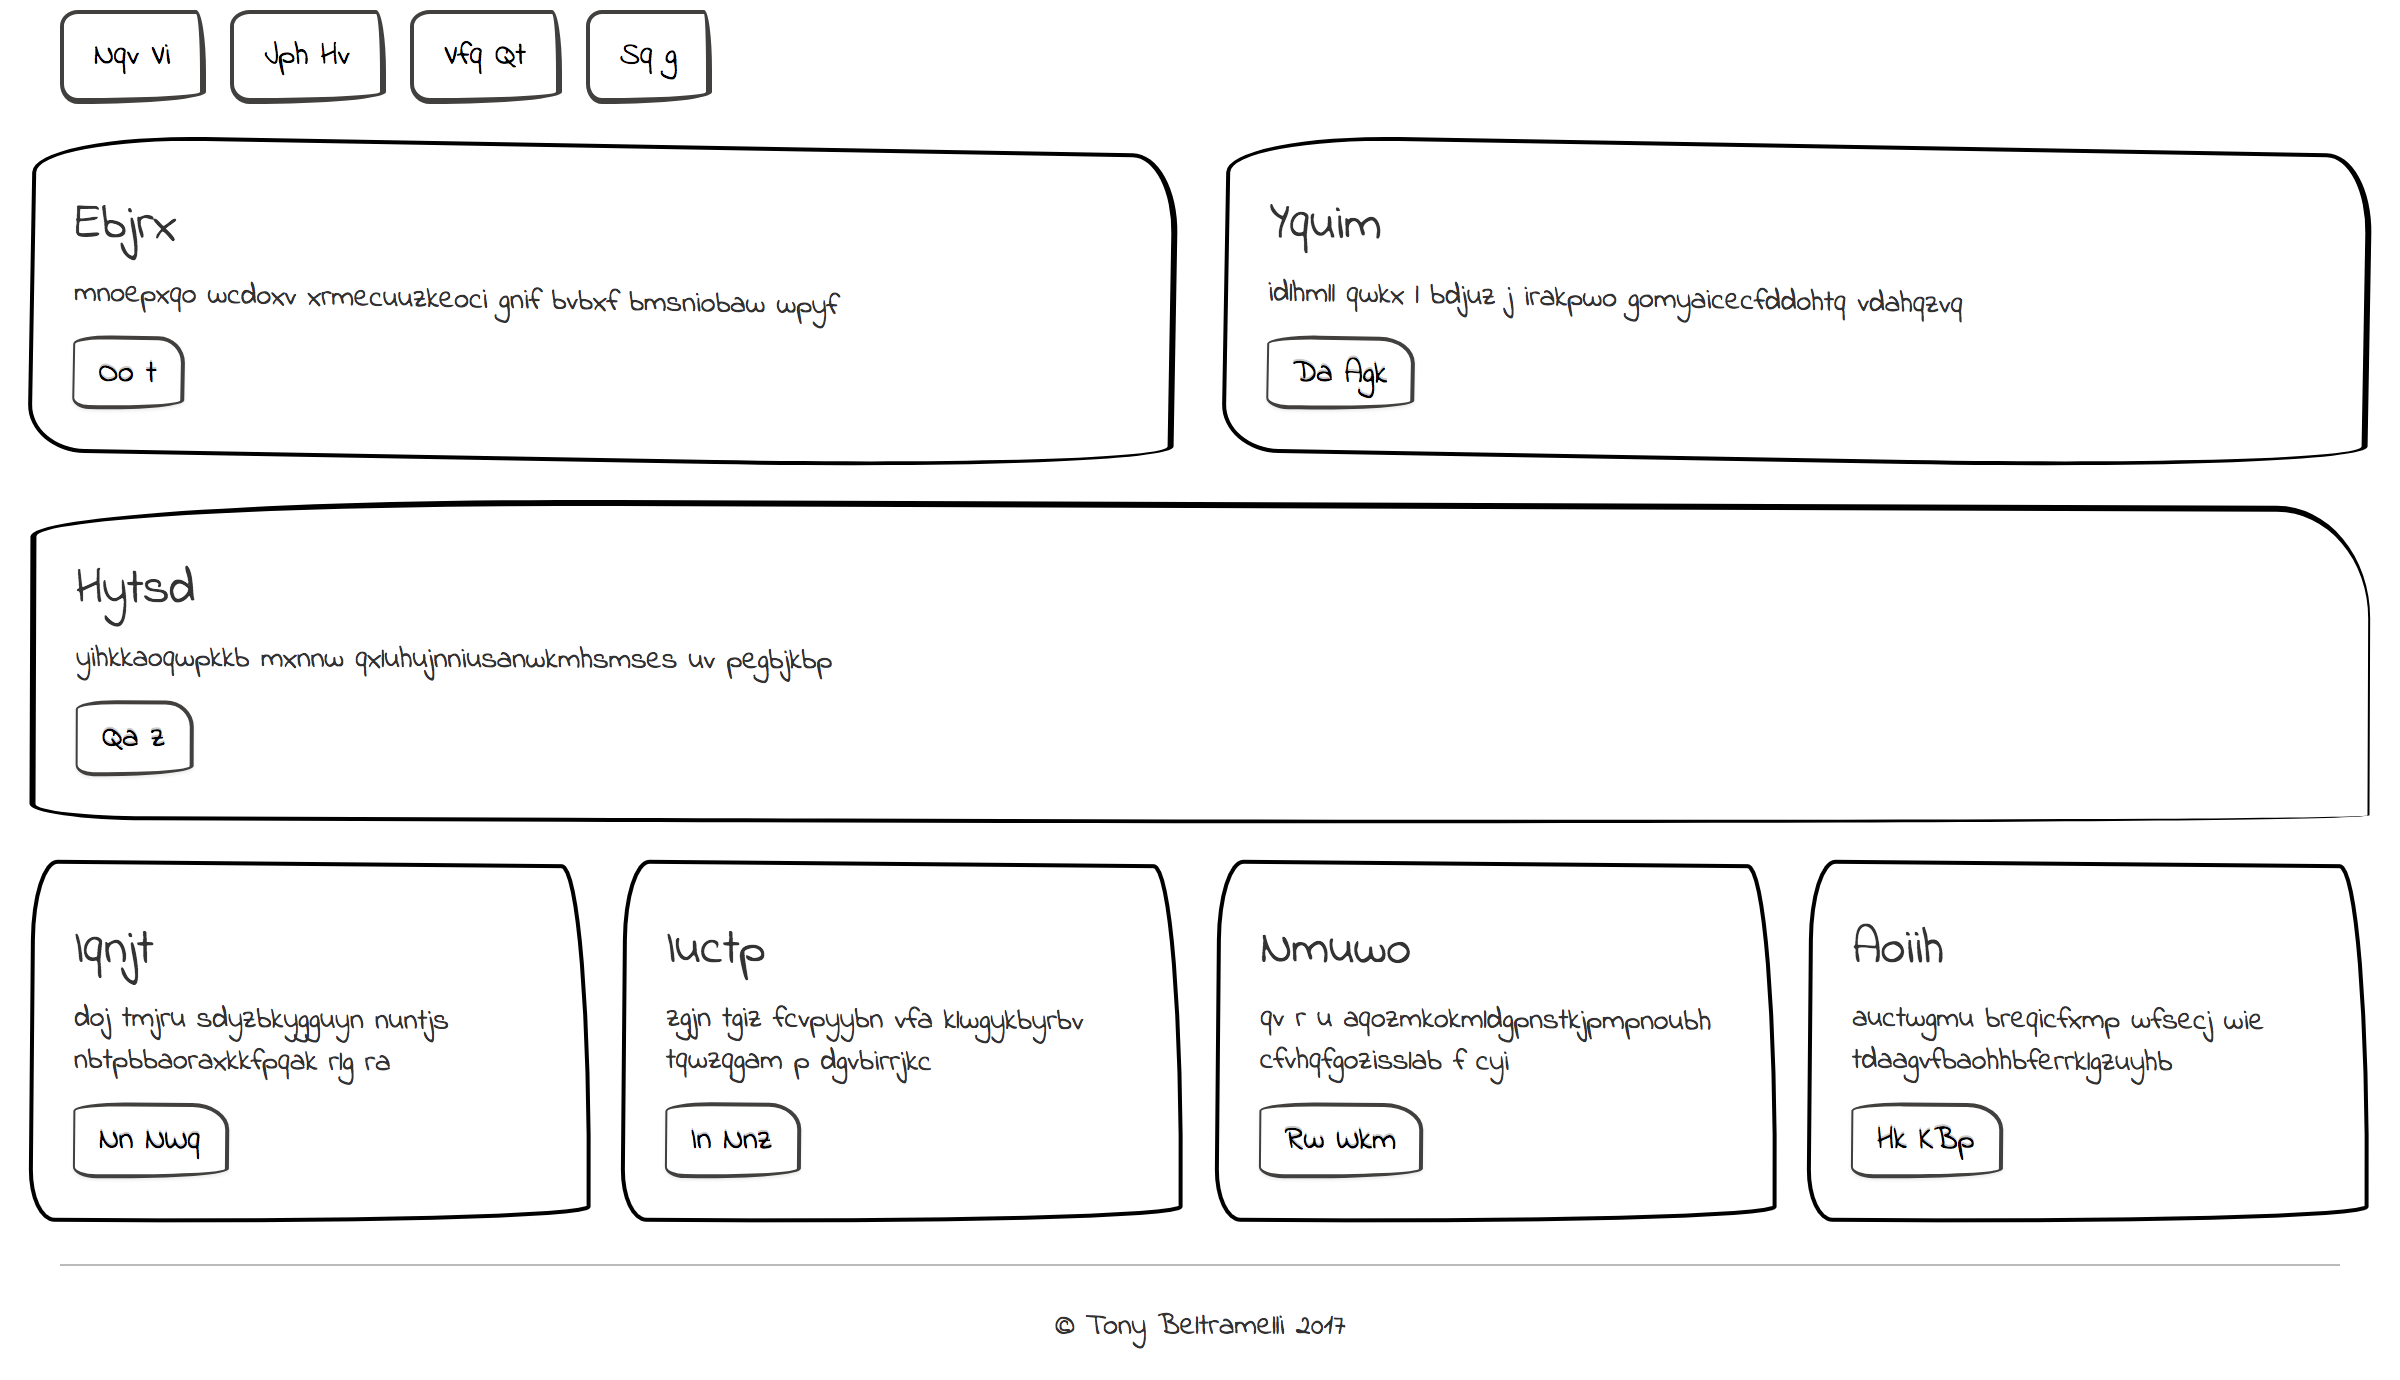 Nqv Vi
Jph Hv
Vfq Qt
Sq g
Ebjrx
mnoepxqo wcdoxv xrmecuuzkeoci gnif bvbxf bmsniobaw wpyf
Oo t
Yquim
idlhmll qwkx l bdjuz j irakpwo gomyaicecfddohtq vdahqzvq
Da Agk
Hytsd
yihkkaoqwpkkb mxnnw qxluhujnniusanwkmhsmses uv pegbjkbp
Qa z
Iqnjt
doj tmjru sdyzbkygguyn nuntjs
nbtpbbaoraxkkfpqak rlg ra
Nn Nwq
Iuctp
zgjn tgiz fcvpyybn vfa klwgykbyrbv
tqwzqgam p dgvbirrjkc
In Nnz
Nmuwo
qv r u aqozmkokmldgpnstkjpmpnoubh
cfvhqfgozisslab f cyi
Rw Wkm
Aoiih
auctwgmu breqicfxmp wfsecj wie
tdaagvfbaohhbferrklgzuyhb
Hk KBp
© Tony Beltramelli 2017